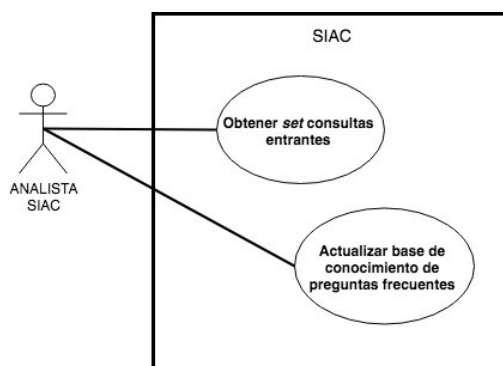 SIAC
Obtener set consultas
entrantes
ANALISTA
SIAC
Actualizar base de
conocimiento de
preguntas frecuentes